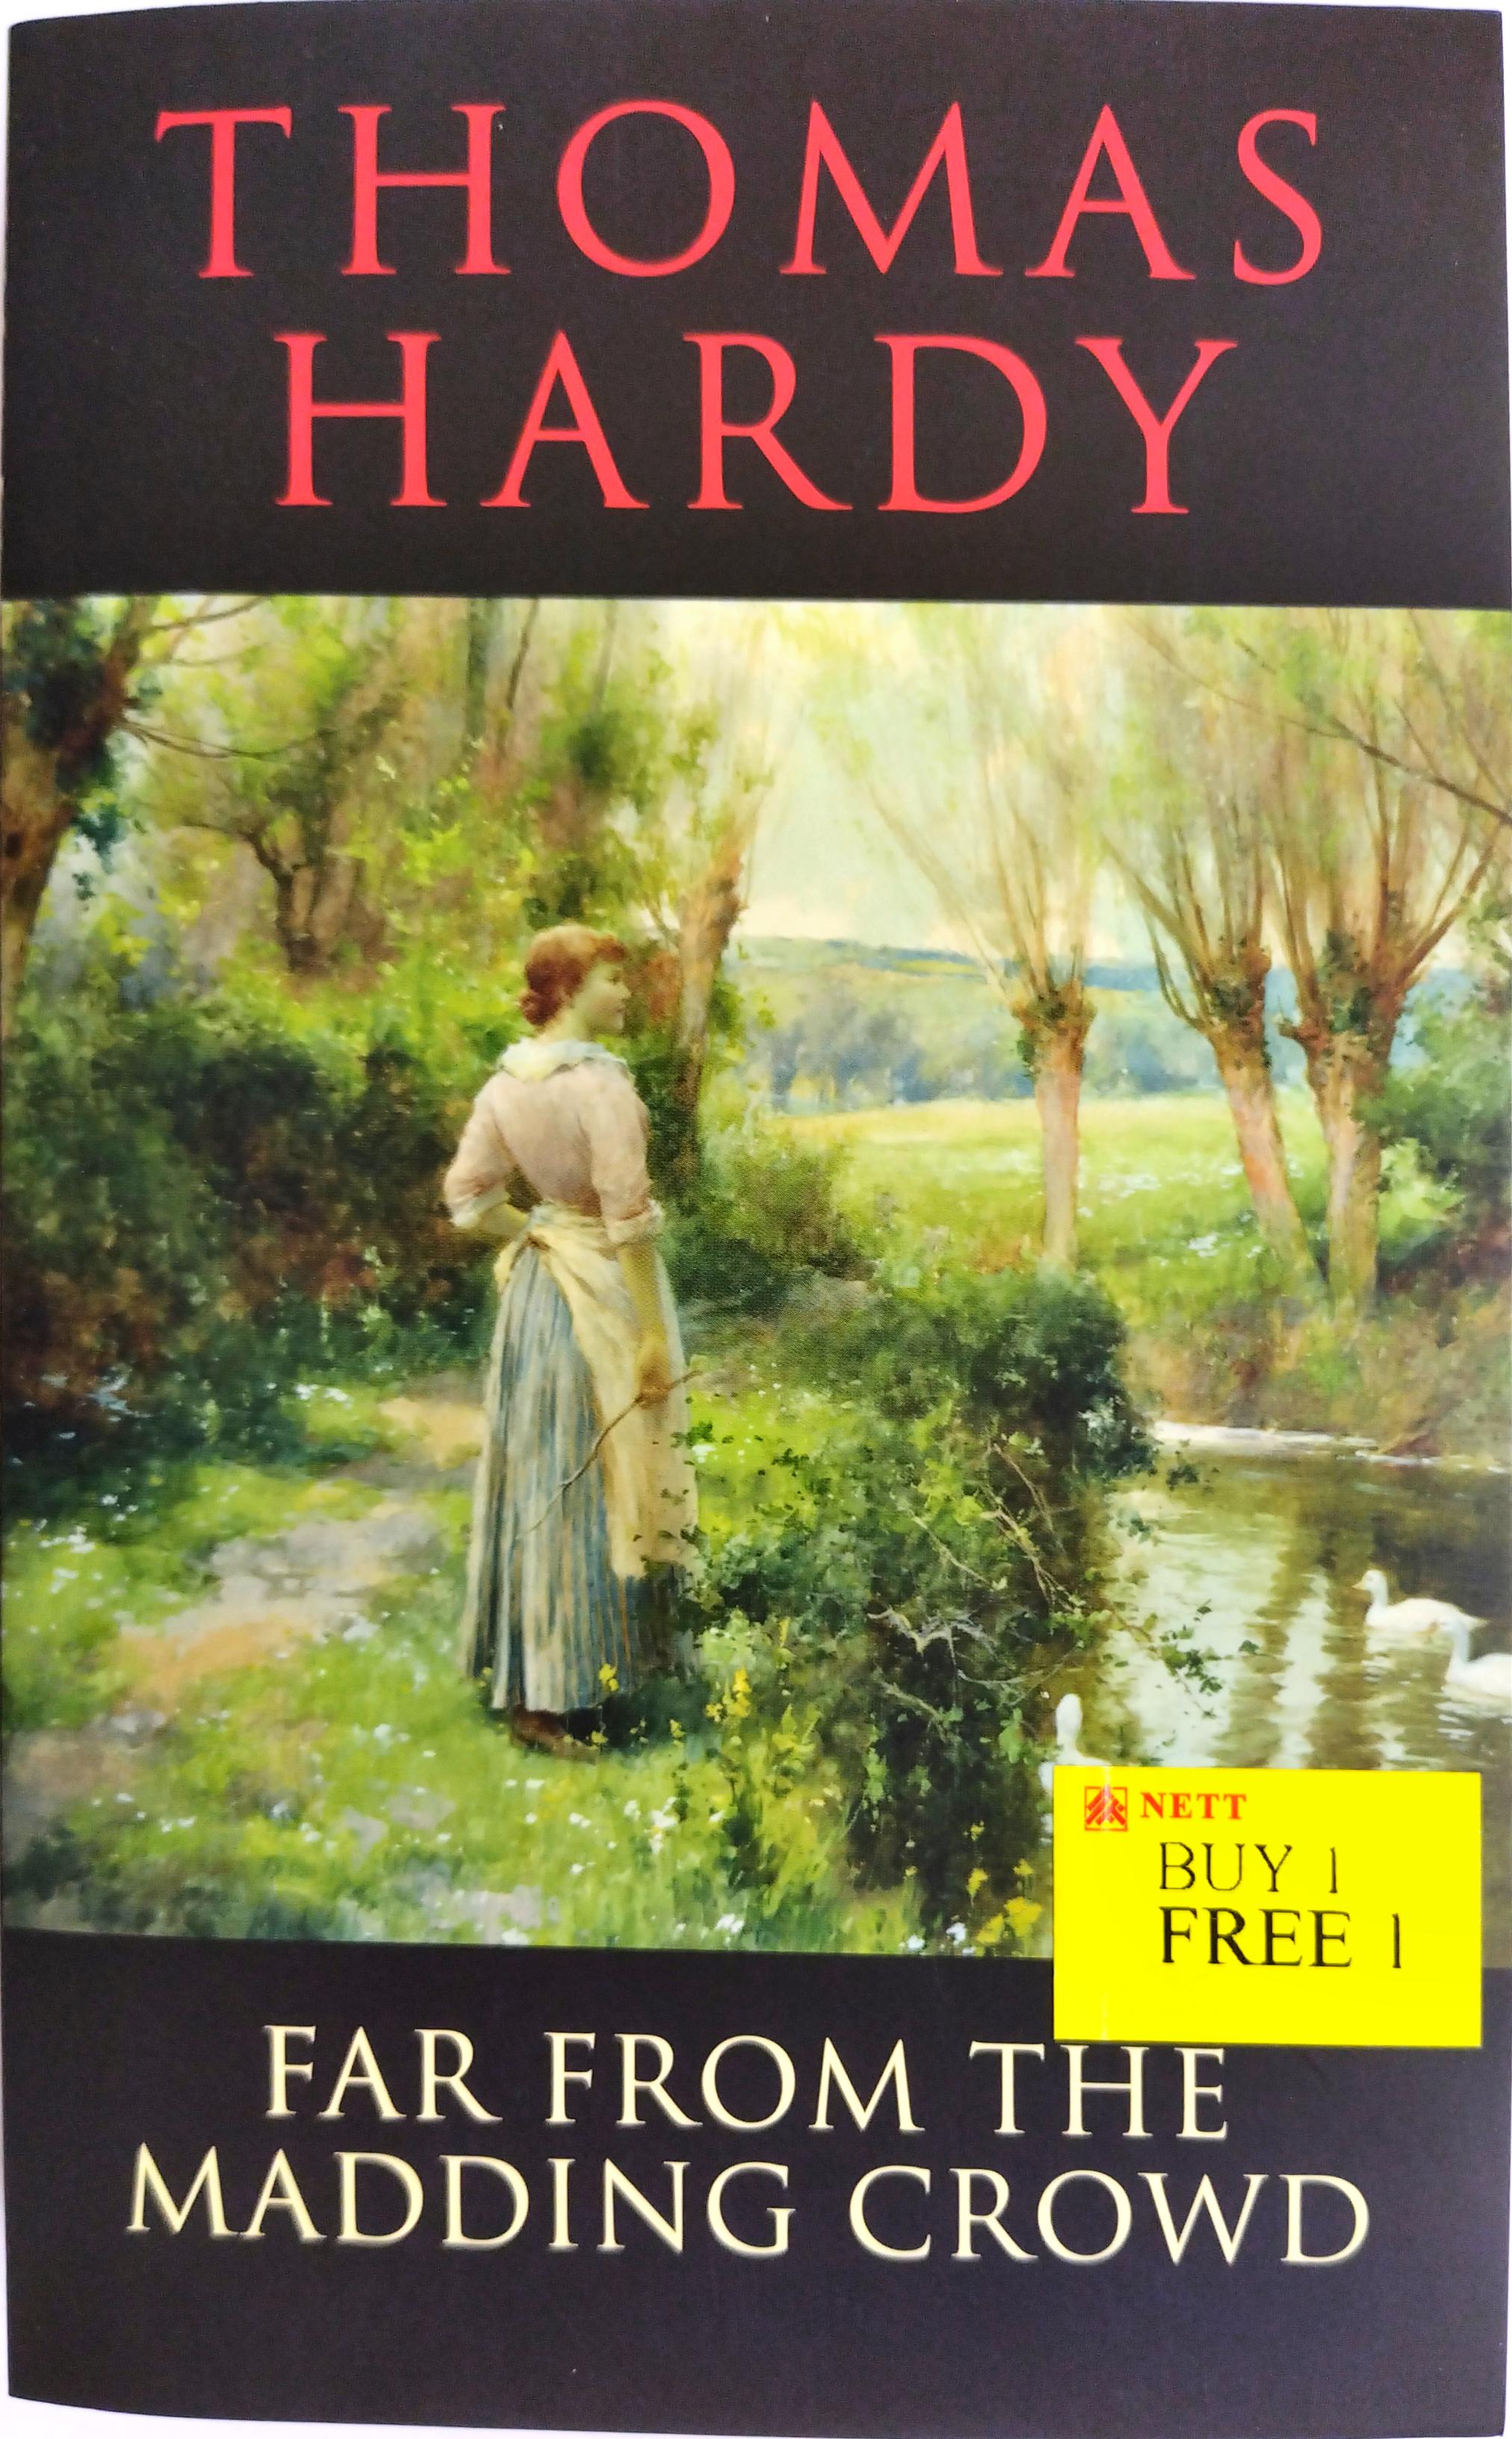 THOMAS
HARDY
NETT
BUY 1
FREE 1
FAR FROM THE
MADDING CROWD